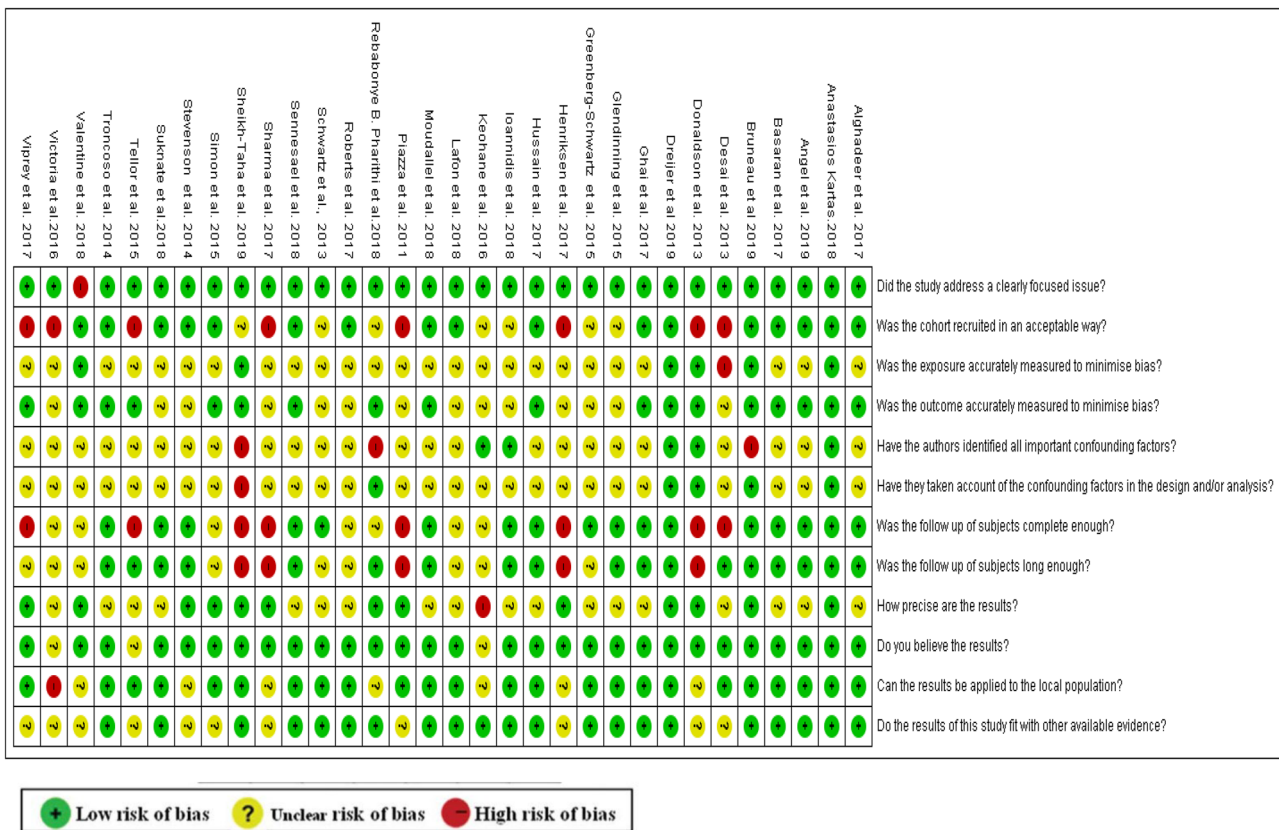 Viprey et al. 2017
Victoria et al.2016
Valentine et al. 2018
Troncoso et al. 2014
Tellor et al. 2015
Suknate et al.2018
Stevenson et al. 2014
Simon et al. 2015
Sheikh-Taha et al. 2019
Sharma et al. 2017
Sennesael et al. 2018
Schwartz et al., 2013
Roberts et al. 2017
Rebabonye B. Pharithi et al.2018
Piazza et al. 2011
Moudallel et al. 2018
Lafon et al. 2018
Keohane et al. 2016
Ioannidis et al. 2018
Hussain et al. 2017
Henriksen et al. 2017
Greenberg-Schwartz et al. 2015
Glendinning et al. 2015
Ghai et al. 2017
Dreijer et al 2019
Donaldson et al. 2013
Desai et al. 2013
Bruneau et al 2019
Basaran et al. 2017
Angel et al. 2019
Anastasios Kartas.2018
Alghadeer et al. 2017
Did the study address a clearly focused issue?
Was the cohort recruited in an acceptable way?
Was the exposure accurately measured to minimise bias?
Was the outcome accurately measured to minimise bias?
Have the authors identified all important confounding factors?
Have they taken account of the confounding factors in the design and/or analysis?
Was the follow up of subjects complete enough?
Was the follow up of subjects long enough?
How precise are the results?
Do you believe the results?
Can the results be applied to the local population?
Do the results of this study fit with other available evidence?
+ Low risk of bias ? Unclear risk of bias - High risk of bias